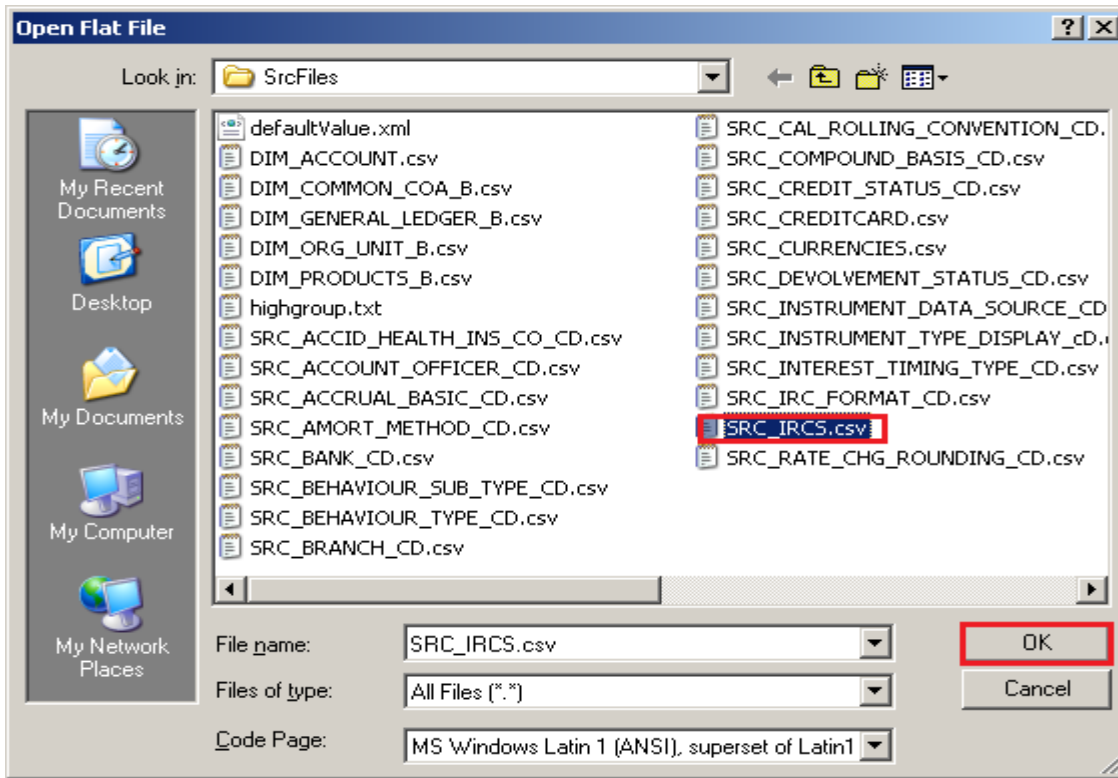 Open Flat File
Look in: SrcFiles
My Recent
Documents
Desktop
My Documents
My Computer
My Network
Places
defaultValue.xml
DIM_ACCOUNT.csv
DIM_COMMON_COA_B.csv
DIM_GENERAL_LEDGER_B.csv
DIM_ORG_UNIT_B.csv
DIM_PRODUCTS_B.csv
highgroup.txt
SRC_ACCID_HEALTH_INS_CO_CD.csv
SRC_ACCOUNT_OFFICER_CD.csv
SRC_ACCRUAL_BASIC_CD.csv
SRC_AMORT_METHOD_CD.csv
SRC_BANK_CD.csv
SRC_BEHAVIOUR_SUB_TYPE_CD.csv
SRC_BEHAVIOUR_TYPE_CD.csv
SRC_BRANCH_CD.csv
SRC_CAL_ROLLING_CONVENTION_CD.
SRC_COMPOUND_BASIS_CD.csv
SRC_CREDIT_STATUS_CD.csv
SRC_CREDITCARD.csv
SRC_CURRENCIES.csv
SRC_DEVOLVEMENT_STATUS_CD.csv
SRC_INSTRUMENT_DATA_SOURCE_CD
SRC_INSTRUMENT_TYPE_DISPLAY_cD.
SRC_INTEREST_TIMING_TYPE_CD.csv
SRC_IRC_FORMAT_CD.csv
SRC_IRCS.csv
SRC_RATE_CHG_ROUNDING_CD.csv
File name: SRC_IRCS.csv OK
Files of type: All Files (*.*) Cancel
Code Page: MS Windows Latin 1 (ANSI), superset of Latin1